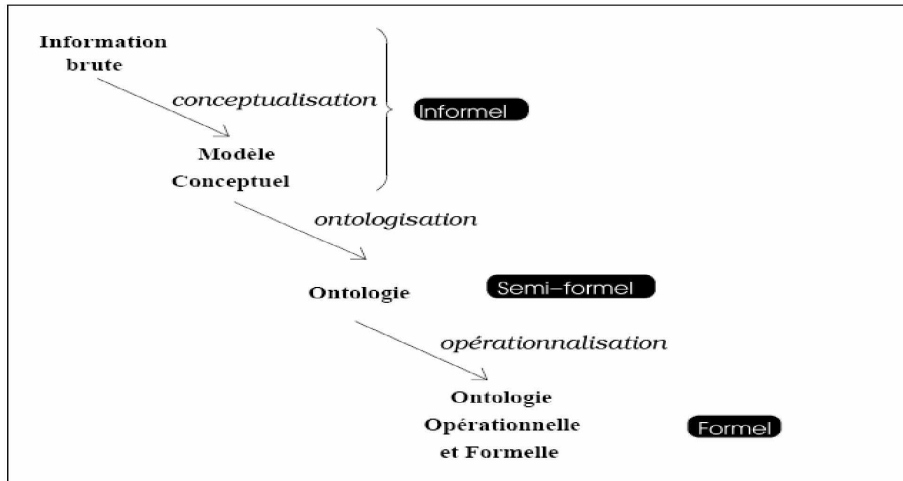 Information
brute
conceptualisation
Informel
Modèle
Conceptuel
ontologisation
Ontologie
Semi-formel
opérationnalisation
Ontologie
Opérationnelle
et Formelle
Formel